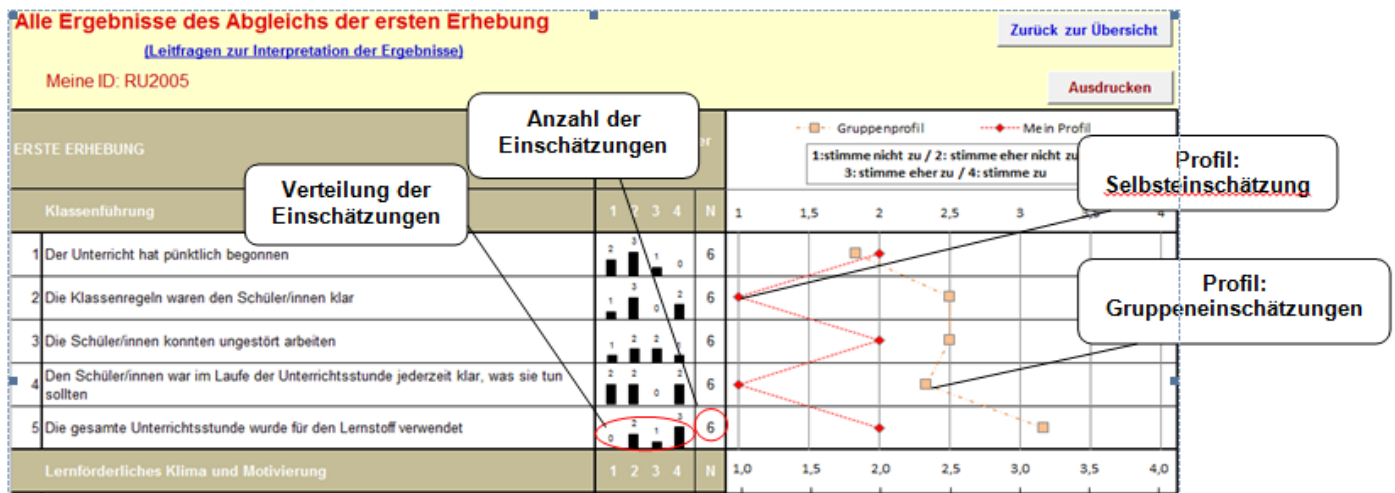 Alle Ergebnisse des Abgleichs der ersten Erhebung
Zurück zur Übersicht
(Leitfragen zur Interpretation der Ergebnisse)
Meine ID: RU2005
Ausdrucken
Anzahl der
Einschätzungen
Gruppenprofil Mein Profil
ERSTE ERHEBUNG
1:stimme nicht zu / 2: stimme eher nicht zu
3: stimme eher zu / 4: stimme zu
Profil:
Selbsteinschätzung
Verteilung der
Einschätzungen
Klassenführung 1 2 3 4 N 1 1,5 2 2,5 3 3,5 4
1 Der Unterricht hat pünktlich begonnen 2 3 1 0 6
2 Die Klassenregeln waren den Schüler/innen klar 1 3 0 2 6
Profil:
Gruppeneinschätzungen
3 Die Schüler/innen konnten ungestört arbeiten 1 2 2 1 6
4 Den Schüler/innen war im Laufe der Unterrichtsstunde jederzeit klar, was sie tun
sollten 2 2 0 2 6
5 Die gesamte Unterrichtsstunde wurde für den Lernstoff verwendet 0 2 1 3 6
Lernförderliches Klima und Motivierung 1 2 3 4 N 1,0 1,5 2,0 2,5 3,0 3,5 4,0